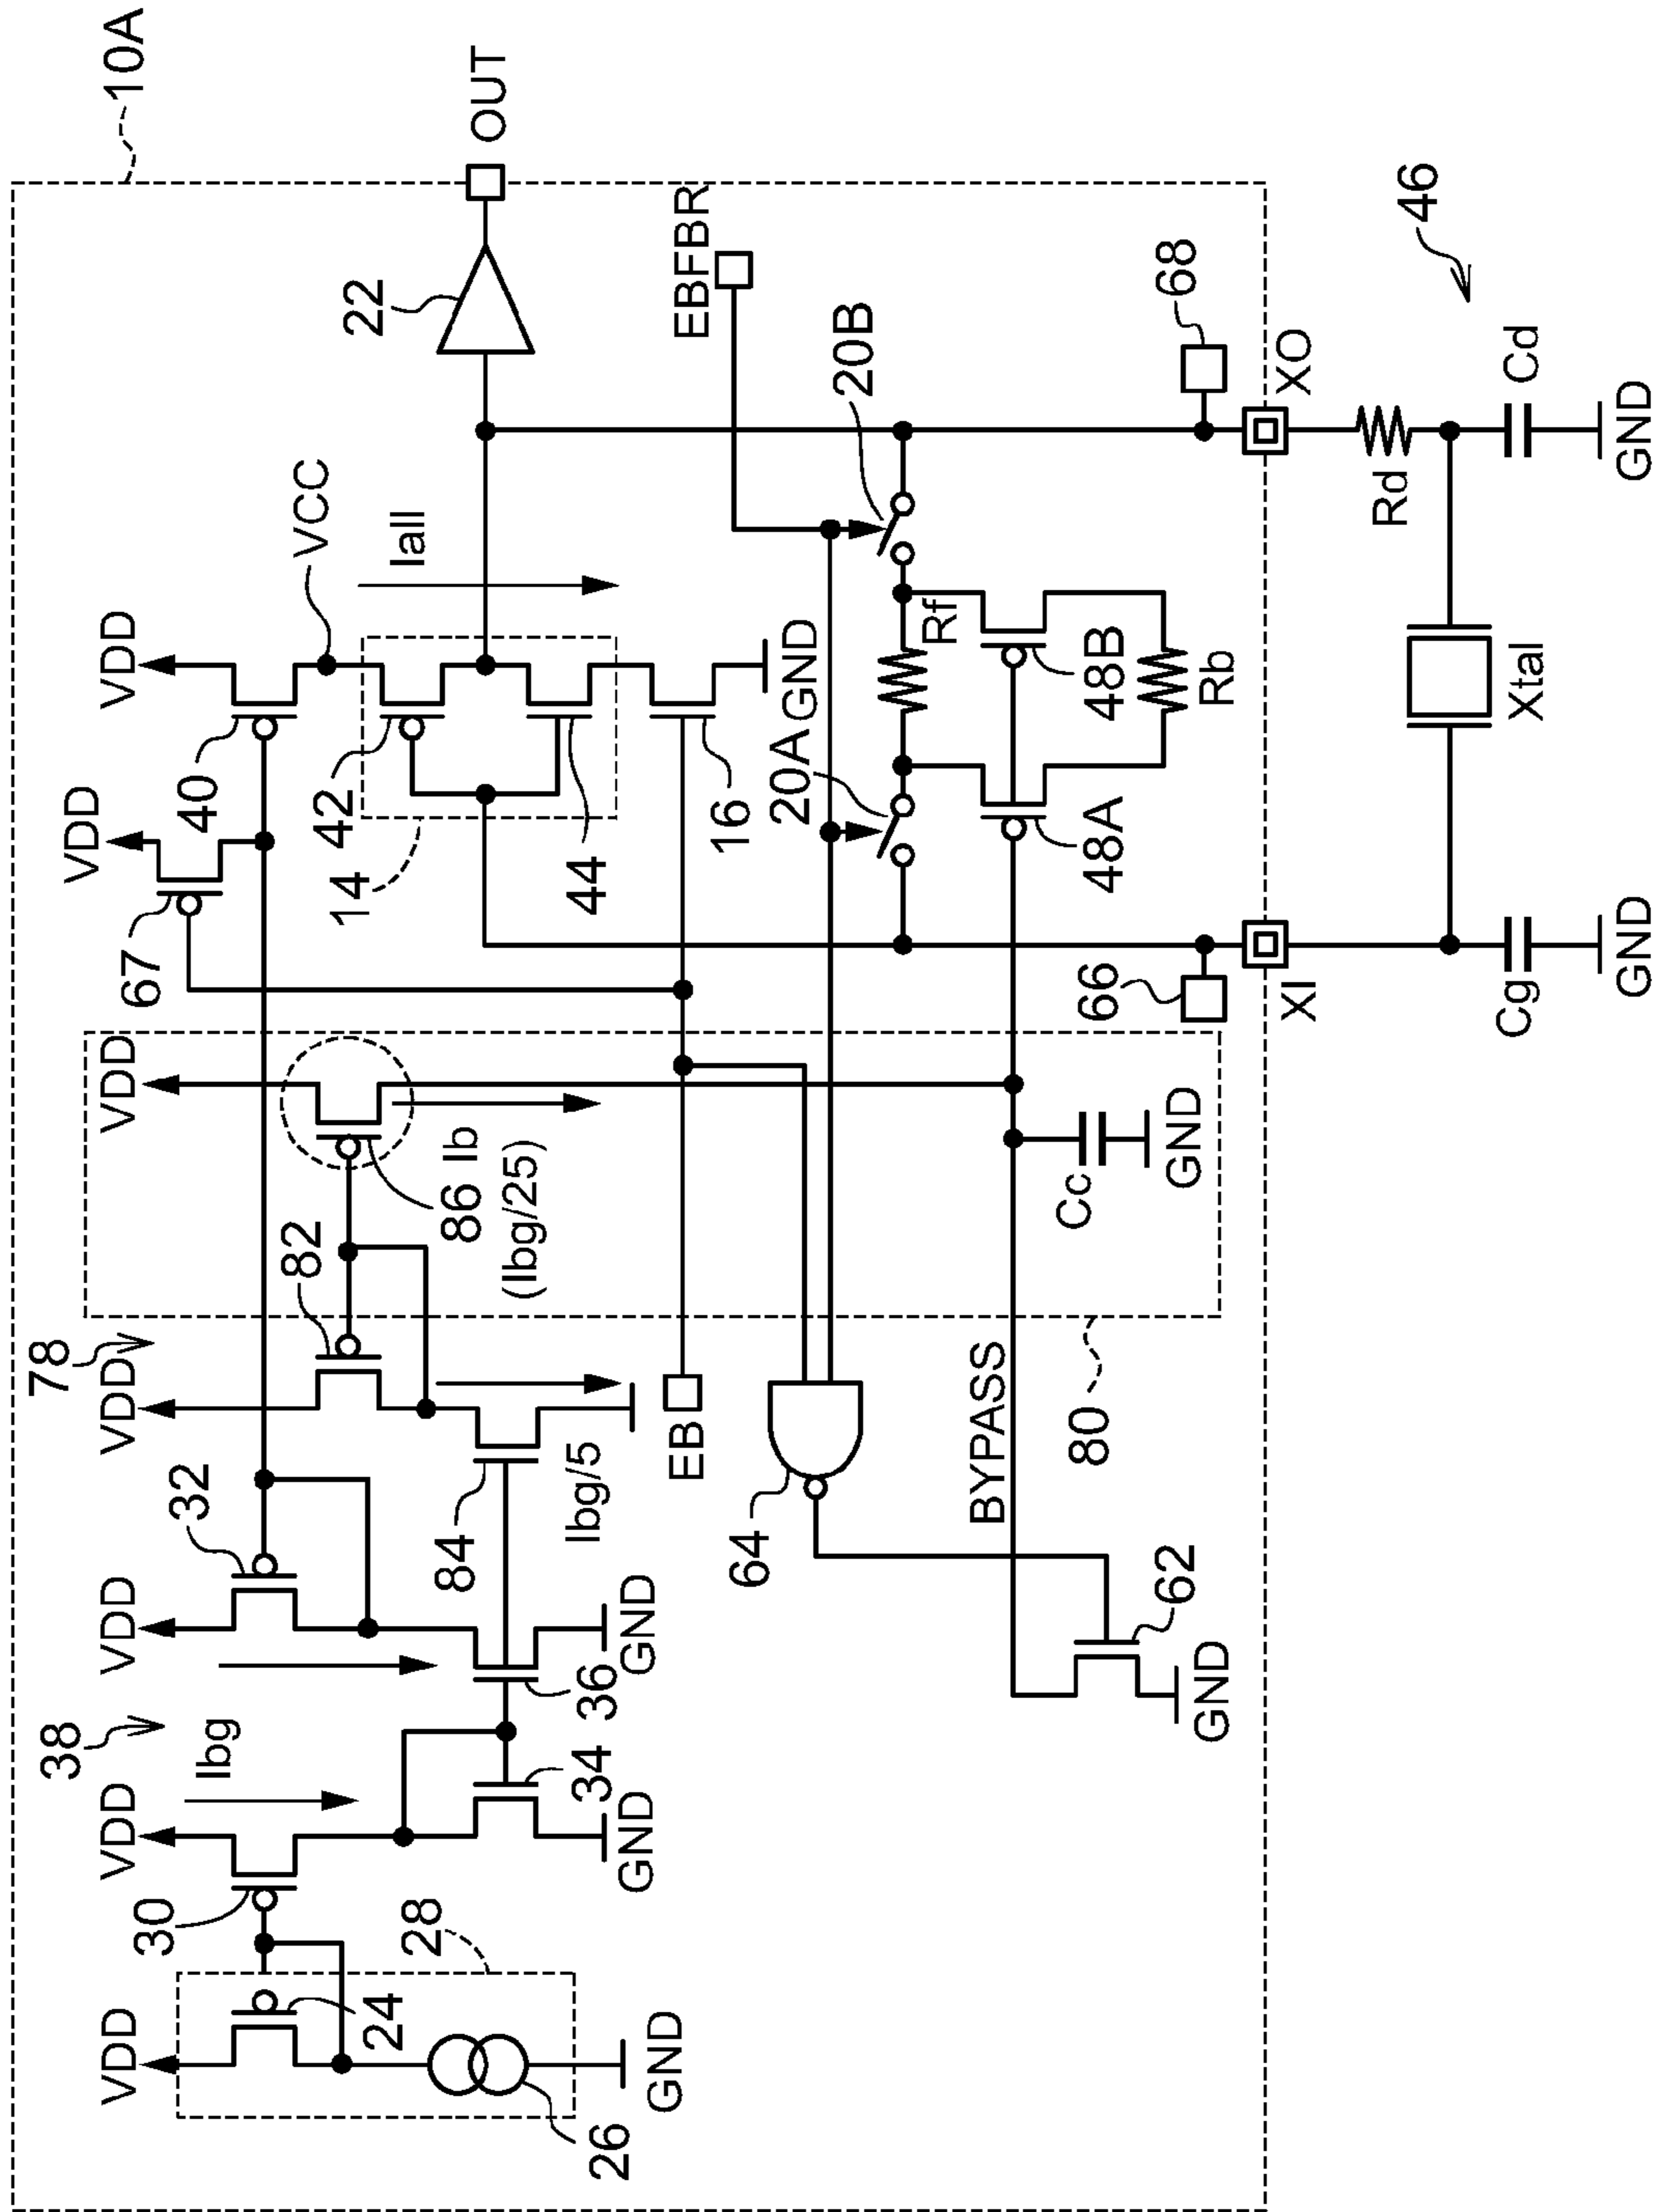 10A
VDD
24
26
28
GND
30
VDD
Ibg
38
34
GND
VDD
32
36
GND
78
VDD
82
84
Ibg/5
VDD
86
Ib
(Ibg/25)
Cc
GND
80
EB
64
BYPASS
62
GND
67
VDD
40
VDD
VCC
Iall
42
14
44
16
GND
22
OUT
EBFBR
20A
20B
Rf
48A
48B
Rb
66
68
XI
XO
46
Rd
Xtal
Cg
GND
Cd
GND